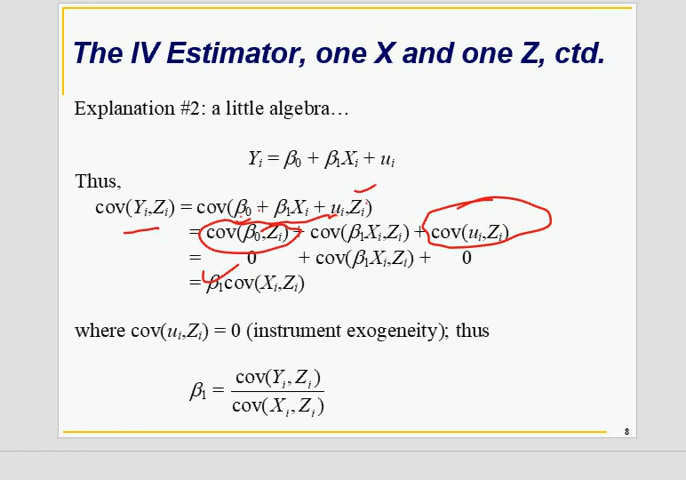 The IV Estimator, one X and one Z, ctd.
Explanation #2: a little algebra…
Yᵢ = β₀ + β₁Xᵢ + uᵢ
Thus,
cov(Yᵢ,Zᵢ) = cov(β₀ + β₁Xᵢ + uᵢ,Zᵢ)
= cov(β₀,Zᵢ) + cov(β₁Xᵢ,Zᵢ) + cov(uᵢ,Zᵢ)
= 0 + cov(β₁Xᵢ,Zᵢ) + 0
= β₁cov(Xᵢ,Zᵢ)
where cov(uᵢ,Zᵢ) = 0 (instrument exogeneity); thus
β₁ = cov(Yᵢ,Zᵢ) / cov(Xᵢ,Zᵢ)
8